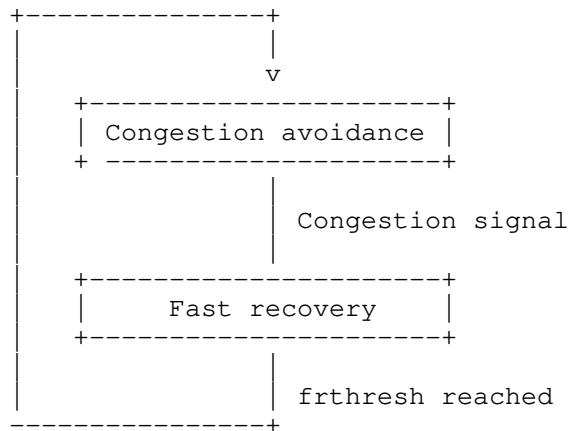 Congestion avoidance
Congestion signal
Fast recovery
frthresh reached